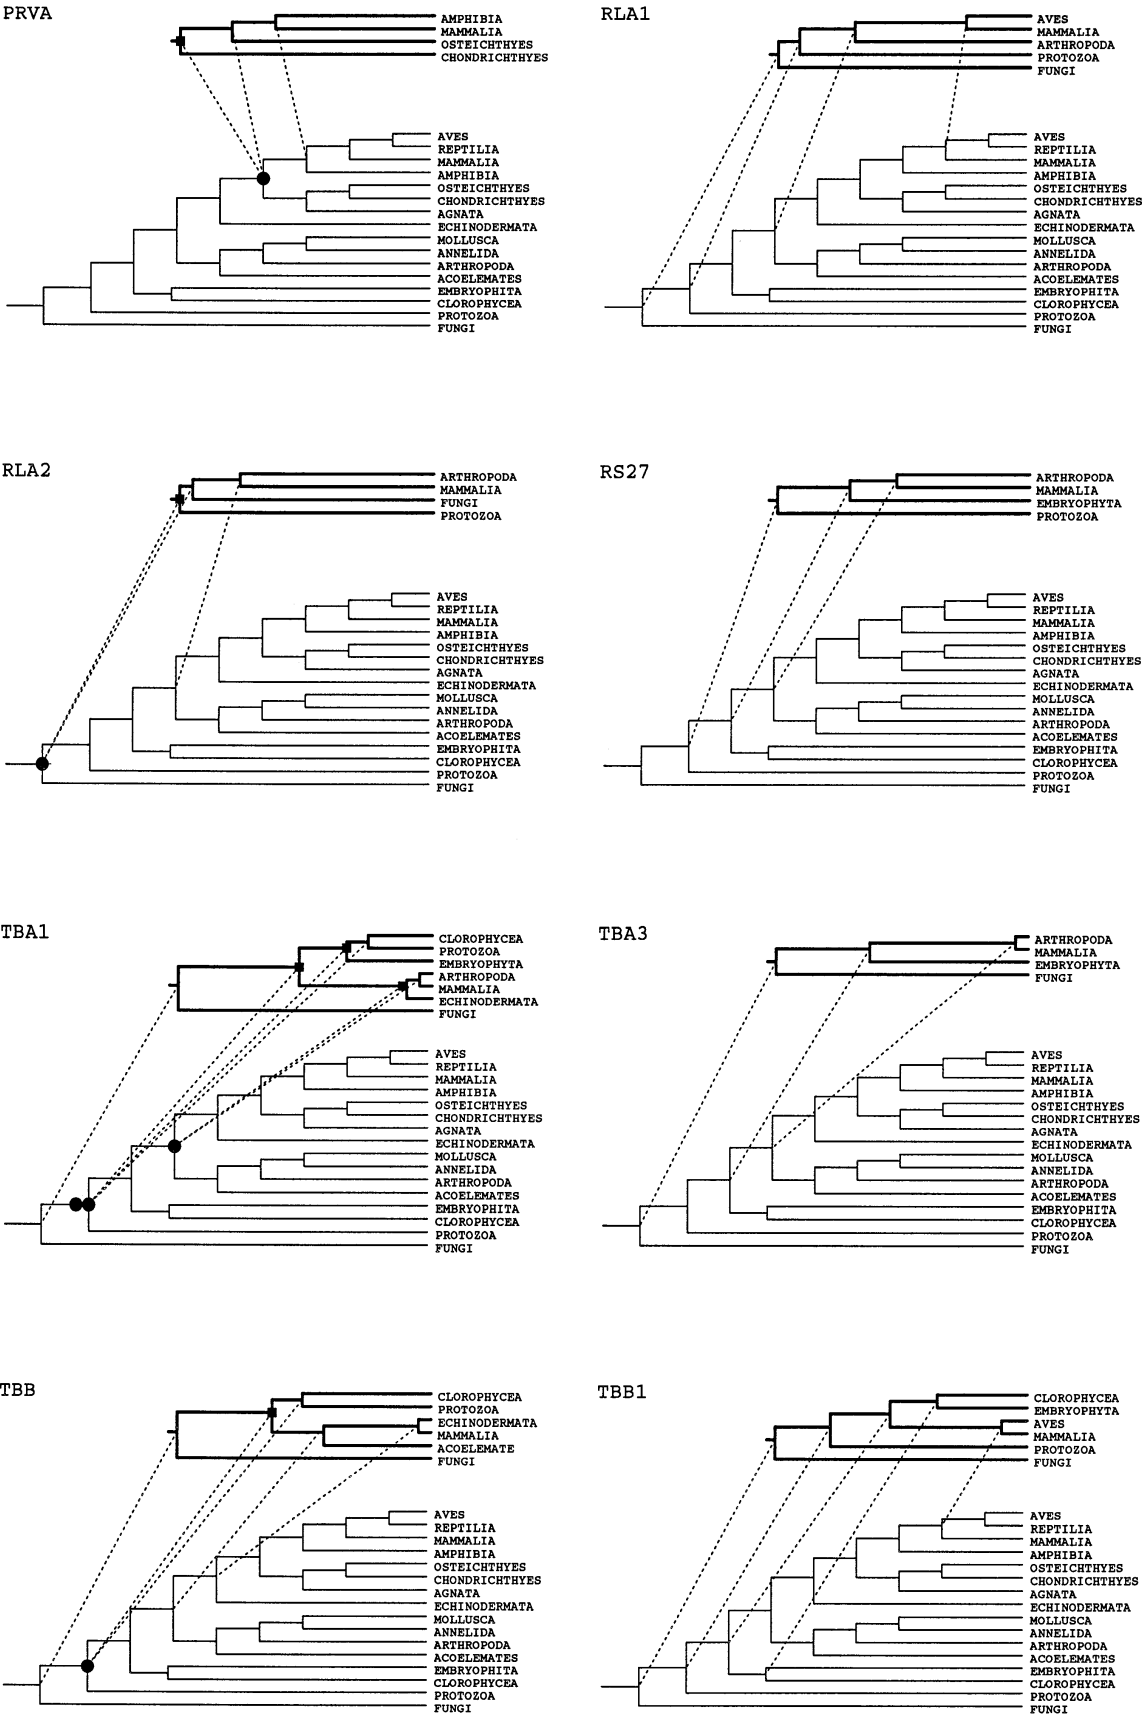 PRVA
AMPHIBIA
MAMMALIA
OSTEICHTHYES
CHONDRICHTHYES
AVES
REPTILIA
MAMMALIA
AMPHIBIA
OSTEICHTHYES
CHONDRICHTHYES
AGNATA
ECHINODERMATA
MOLLUSCA
ANNELIDA
ARTHROPODA
ACOELEMATES
EMBRYOPHITA
CLOROPHYCEA
PROTOZOA
FUNGI
RLA1
AVES
MAMMALIA
ARTHROPODA
PROTOZOA
FUNGI
AVES
REPTILIA
MAMMALIA
AMPHIBIA
OSTEICHTHYES
CHONDRICHTHYES
AGNATA
ECHINODERMATA
MOLLUSCA
ANNELIDA
ARTHROPODA
ACOELEMATES
EMBRYOPHITA
CLOROPHYCEA
PROTOZOA
FUNGI
RLA2
ARTHROPODA
MAMMALIA
FUNGI
PROTOZOA
AVES
REPTILIA
MAMMALIA
AMPHIBIA
OSTEICHTHYES
CHONDRICHTHYES
AGNATA
ECHINODERMATA
MOLLUSCA
ANNELIDA
ARTHROPODA
ACOELEMATES
EMBRYOPHITA
CLOROPHYCEA
PROTOZOA
FUNGI
RS27
ARTHROPODA
MAMMALIA
EMBRYOPHYTA
PROTOZOA
AVES
REPTILIA
MAMMALIA
AMPHIBIA
OSTEICHTHYES
CHONDRICHTHYES
AGNATA
ECHINODERMATA
MOLLUSCA
ANNELIDA
ARTHROPODA
ACOELEMATES
EMBRYOPHITA
CLOROPHYCEA
PROTOZOA
FUNGI
TBA1
CLOROPHYCEA
PROTOZOA
EMBRYOPHYTA
ARTHROPODA
MAMMALIA
ECHINODERMATA
FUNGI
AVES
REPTILIA
MAMMALIA
AMPHIBIA
OSTEICHTHYES
CHONDRICHTHYES
AGNATA
ECHINODERMATA
MOLLUSCA
ANNELIDA
ARTHROPODA
ACOELEMATES
EMBRYOPHITA
CLOROPHYCEA
PROTOZOA
FUNGI
TBA3
ARTHROPODA
MAMMALIA
EMBRYOPHYTA
FUNGI
AVES
REPTILIA
MAMMALIA
AMPHIBIA
OSTEICHTHYES
CHONDRICHTHYES
AGNATA
ECHINODERMATA
MOLLUSCA
ANNELIDA
ARTHROPODA
ACOELEMATES
EMBRYOPHITA
CLOROPHYCEA
PROTOZOA
FUNGI
TBB
CLOROPHYCEA
PROTOZOA
ECHINODERMATA
MAMMALIA
ACOELEMATE
FUNGI
AVES
REPTILIA
MAMMALIA
AMPHIBIA
OSTEICHTHYES
CHONDRICHTHYES
AGNATA
ECHINODERMATA
MOLLUSCA
ANNELIDA
ARTHROPODA
ACOELEMATES
EMBRYOPHITA
CLOROPHYCEA
PROTOZOA
FUNGI
TBB1
CLOROPHYCEA
EMBRYOPHYTA
AVES
MAMMALIA
PROTOZOA
FUNGI
AVES
REPTILIA
MAMMALIA
AMPHIBIA
OSTEICHTHYES
CHONDRICHTHYES
AGNATA
ECHINODERMATA
MOLLUSCA
ANNELIDA
ARTHROPODA
ACOELEMATES
EMBRYOPHITA
CLOROPHYCEA
PROTOZOA
FUNGI